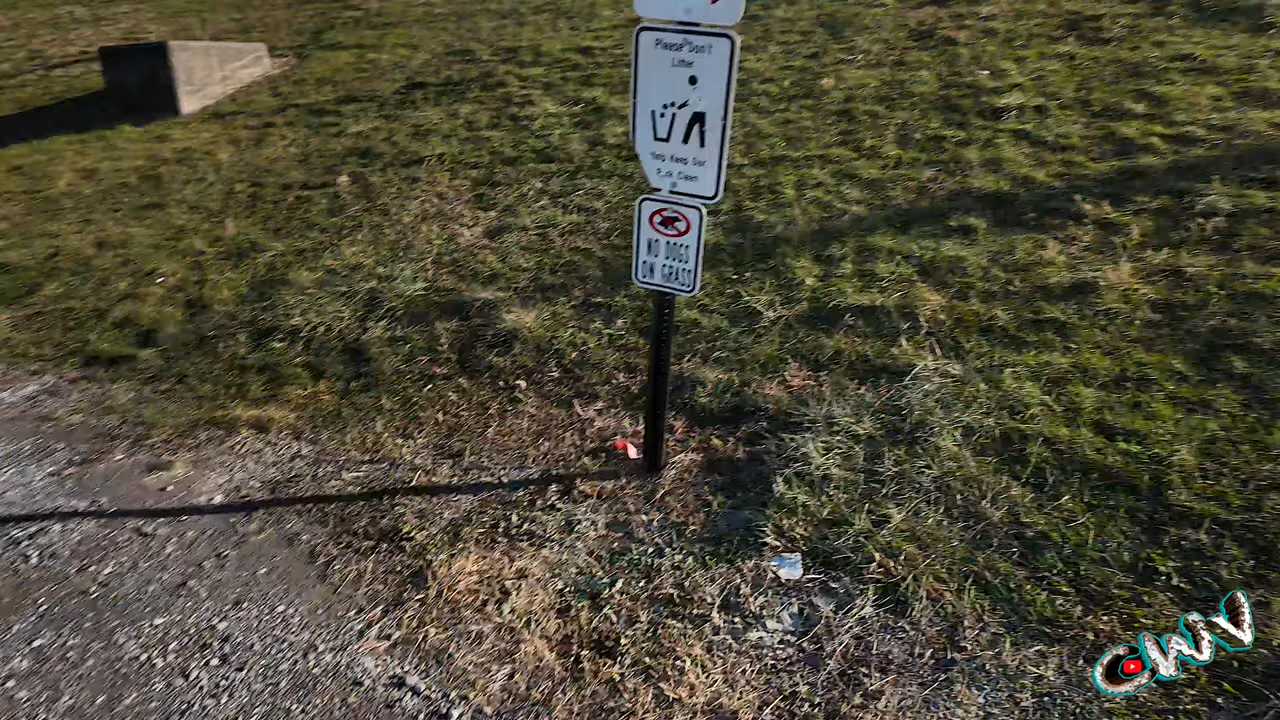 Please Don't
Litter
Help Keep Our
Park Clean
NO DOGS
ON GRASS
CWV